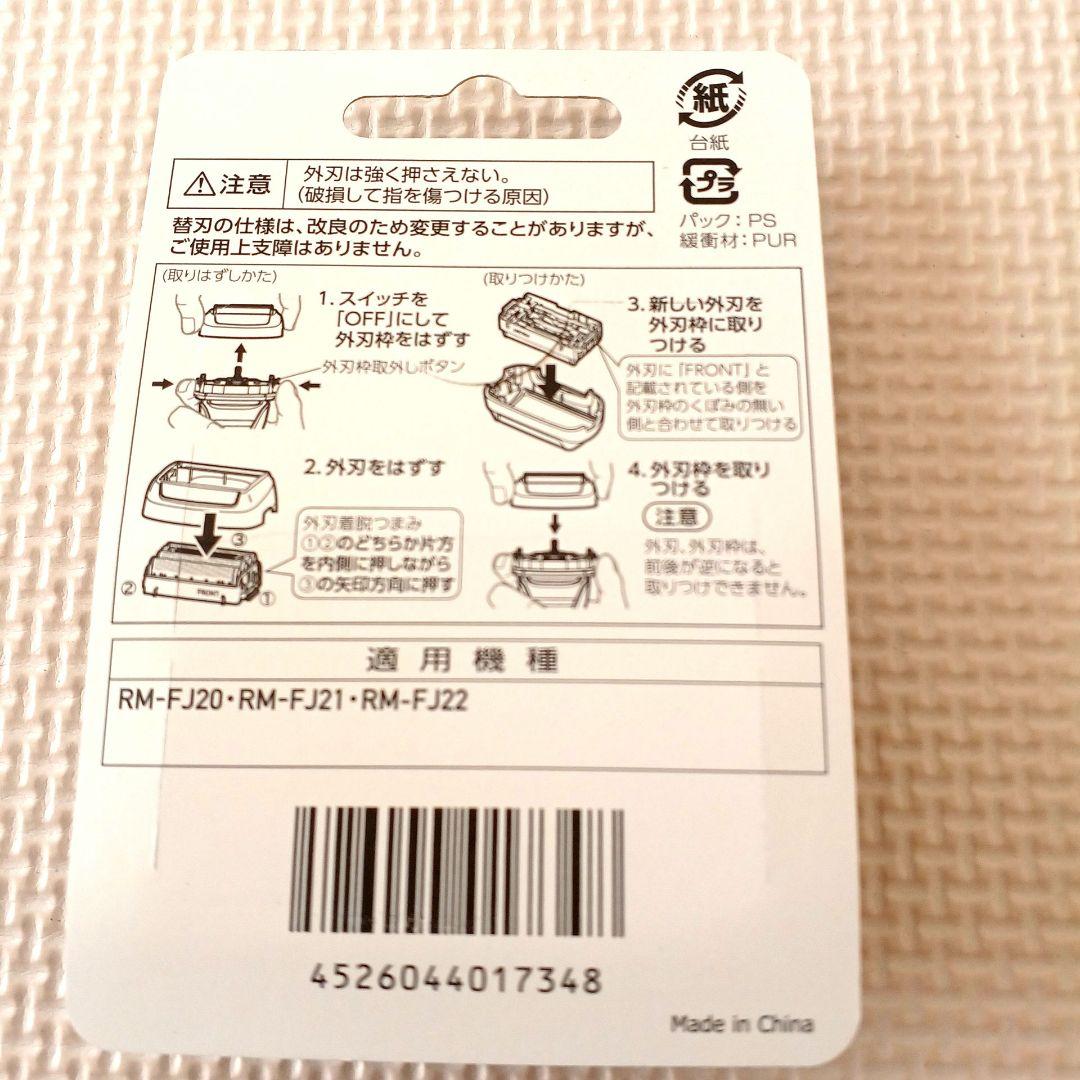 紙
台紙
プラ
パック：PS
緩衝材：PUR
注意
外刃は強く押さえない。
(破損して指を傷つける原因)
替刃の仕様は、改良のため変更することがありますが、
ご使用上支障はありません。
(取りはずしかた)
1. スイッチを
「OFF」にして
外刃枠をはずす
外刃枠取外しボタン
2. 外刃をはずす
外刃着脱つまみ
①②のどちらか片方
を内側に押しながら
③の矢印方向に押す
③
②
①
FRONT
(取りつけかた)
3. 新しい外刃を
外刃枠に取り
つける
外刃に「FRONT」と
記載されている側を
外刃枠のくぼみの無い
側と合わせて取りつける
4. 外刃枠を取り
つける
注意
外刃、外刃枠は、
前後が逆になると
取りつけできません。
適用機種
RM-FJ20・RM-FJ21・RM-FJ22
4526044017348
Made in China